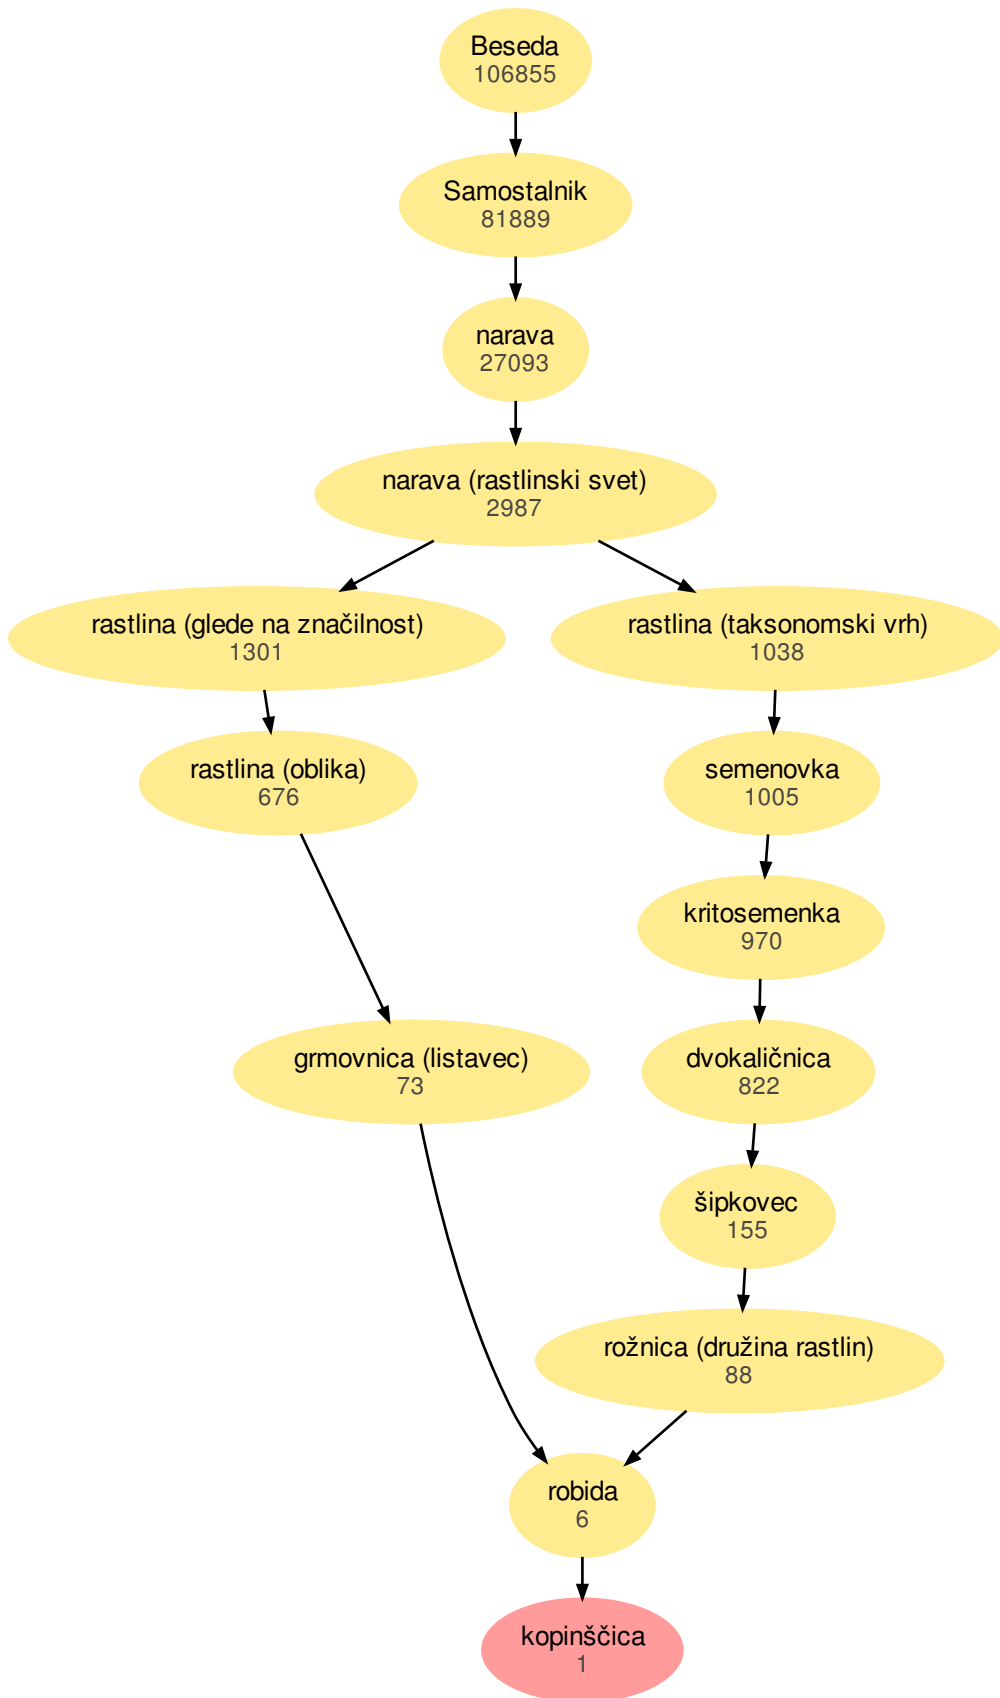 Beseda
106855
Samostalnik
81889
narava
27093
narava (rastlinski svet)
2987
rastlina (glede na značilnost)
1301
rastlina (taksonomski vrh)
1038
rastlina (oblika)
676
semenovka
1005
kritosemenka
970
grmovnica (listavec)
73
dvokaličnica
822
šipkovec
155
rožnica (družina rastlin)
88
robida
6
kopinščica
1